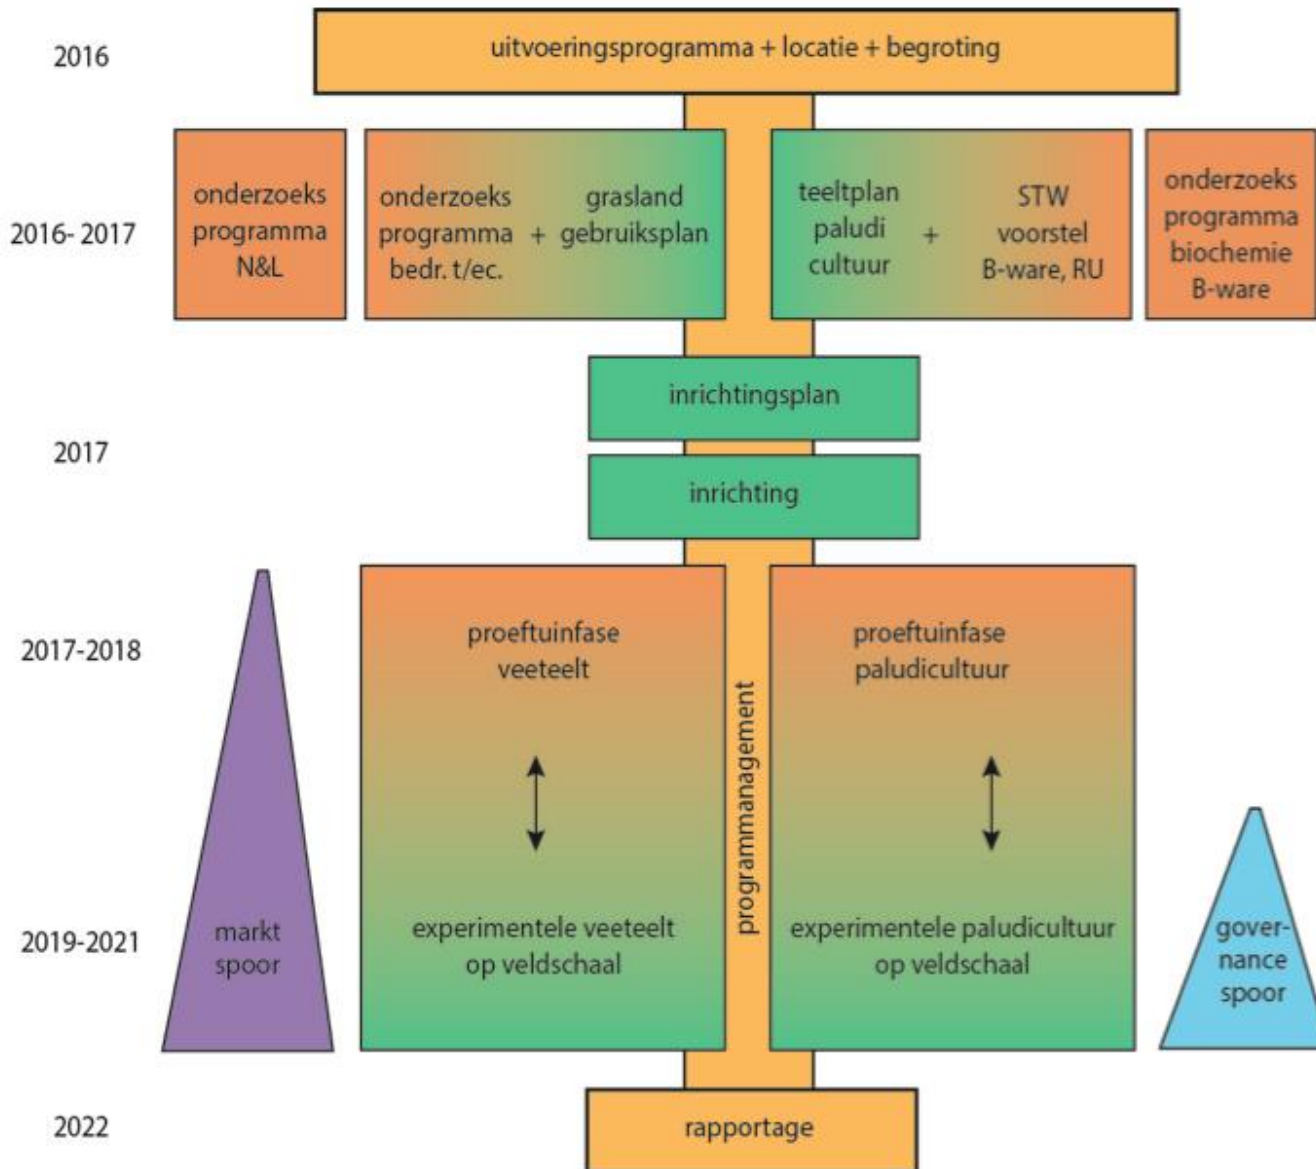 2016
uitvoeringsprogramma + locatie + begroting
2016- 2017
onderzoeks
programma
N&L
onderzoeks
programma
bedr. t/ec.
+
grasland
gebruiksplan
teeltplan
paludi
cultuur
+
STW
voorstel
B-ware, RU
onderzoeks
programma
biochemie
B-ware
2017
inrichtingsplan
inrichting
2017-2018
proeftuinfase
veeteelt
proeftuinfase
paludicultuur
programmanagement
2019-2021
markt
spoor
experimentele veeteelt
op veldschaal
experimentele paludicultuur
op veldschaal
gover-
nance
spoor
2022
rapportage